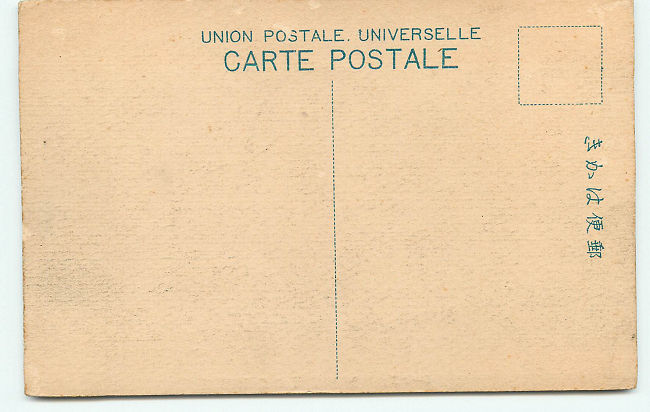 UNION POSTALE. UNIVERSELLE
CARTE POSTALE
きかは便郵